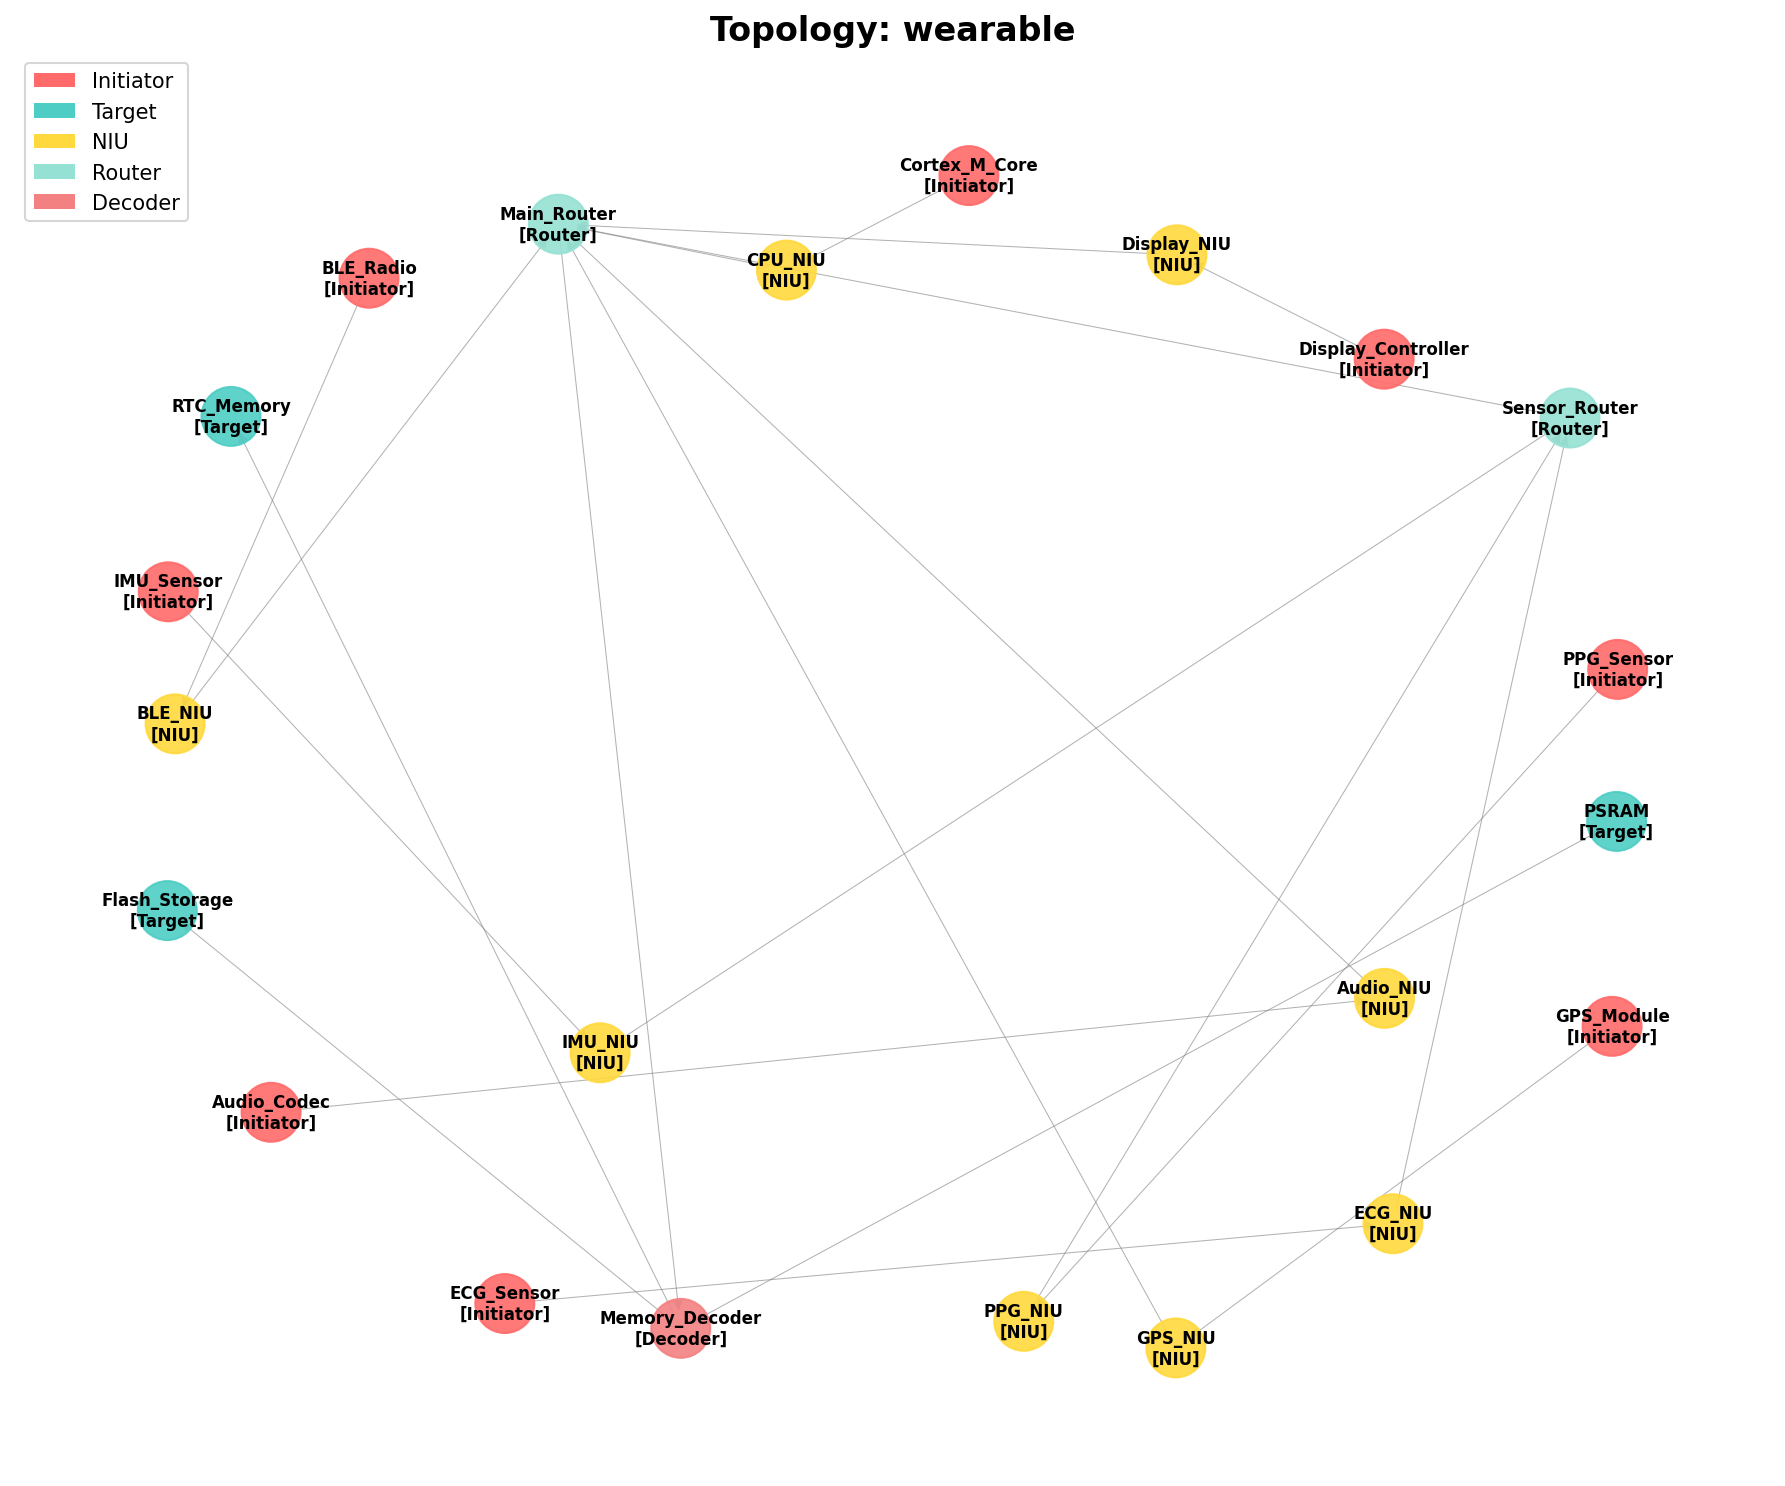 Topology: wearable
Initiator
Target
NIU
Router
Decoder
Cortex_M_Core
[Initiator]
Main_Router
[Router]
Display_NIU
[NIU]
CPU_NIU
[NIU]
BLE_Radio
[Initiator]
Display_Controller
[Initiator]
RTC_Memory
[Target]
Sensor_Router
[Router]
IMU_Sensor
[Initiator]
PPG_Sensor
[Initiator]
BLE_NIU
[NIU]
PSRAM
[Target]
Flash_Storage
[Target]
Audio_NIU
[NIU]
GPS_Module
[Initiator]
IMU_NIU
[NIU]
Audio_Codec
[Initiator]
ECG_NIU
[NIU]
ECG_Sensor
[Initiator]
Memory_Decoder
[Decoder]
PPG_NIU
[NIU]
GPS_NIU
[NIU]